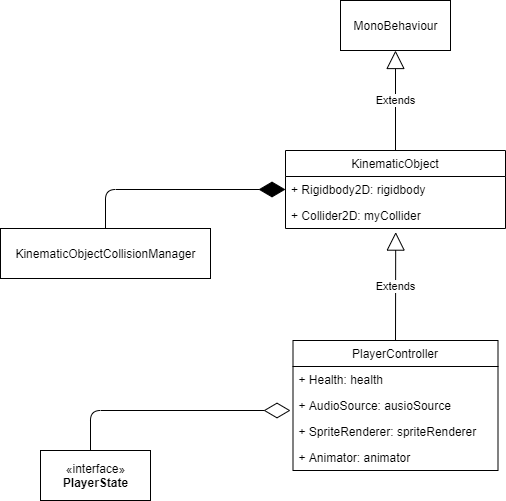 MonoBehaviour
Extends
KinematicObject
+ Rigidbody2D: rigidbody
+ Collider2D: myCollider
KinematicObjectCollisionManager
Extends
PlayerController
+ Health: health
+ AudioSource: ausioSource
+ SpriteRenderer: spriteRenderer
+ Animator: animator
«interface»
PlayerState